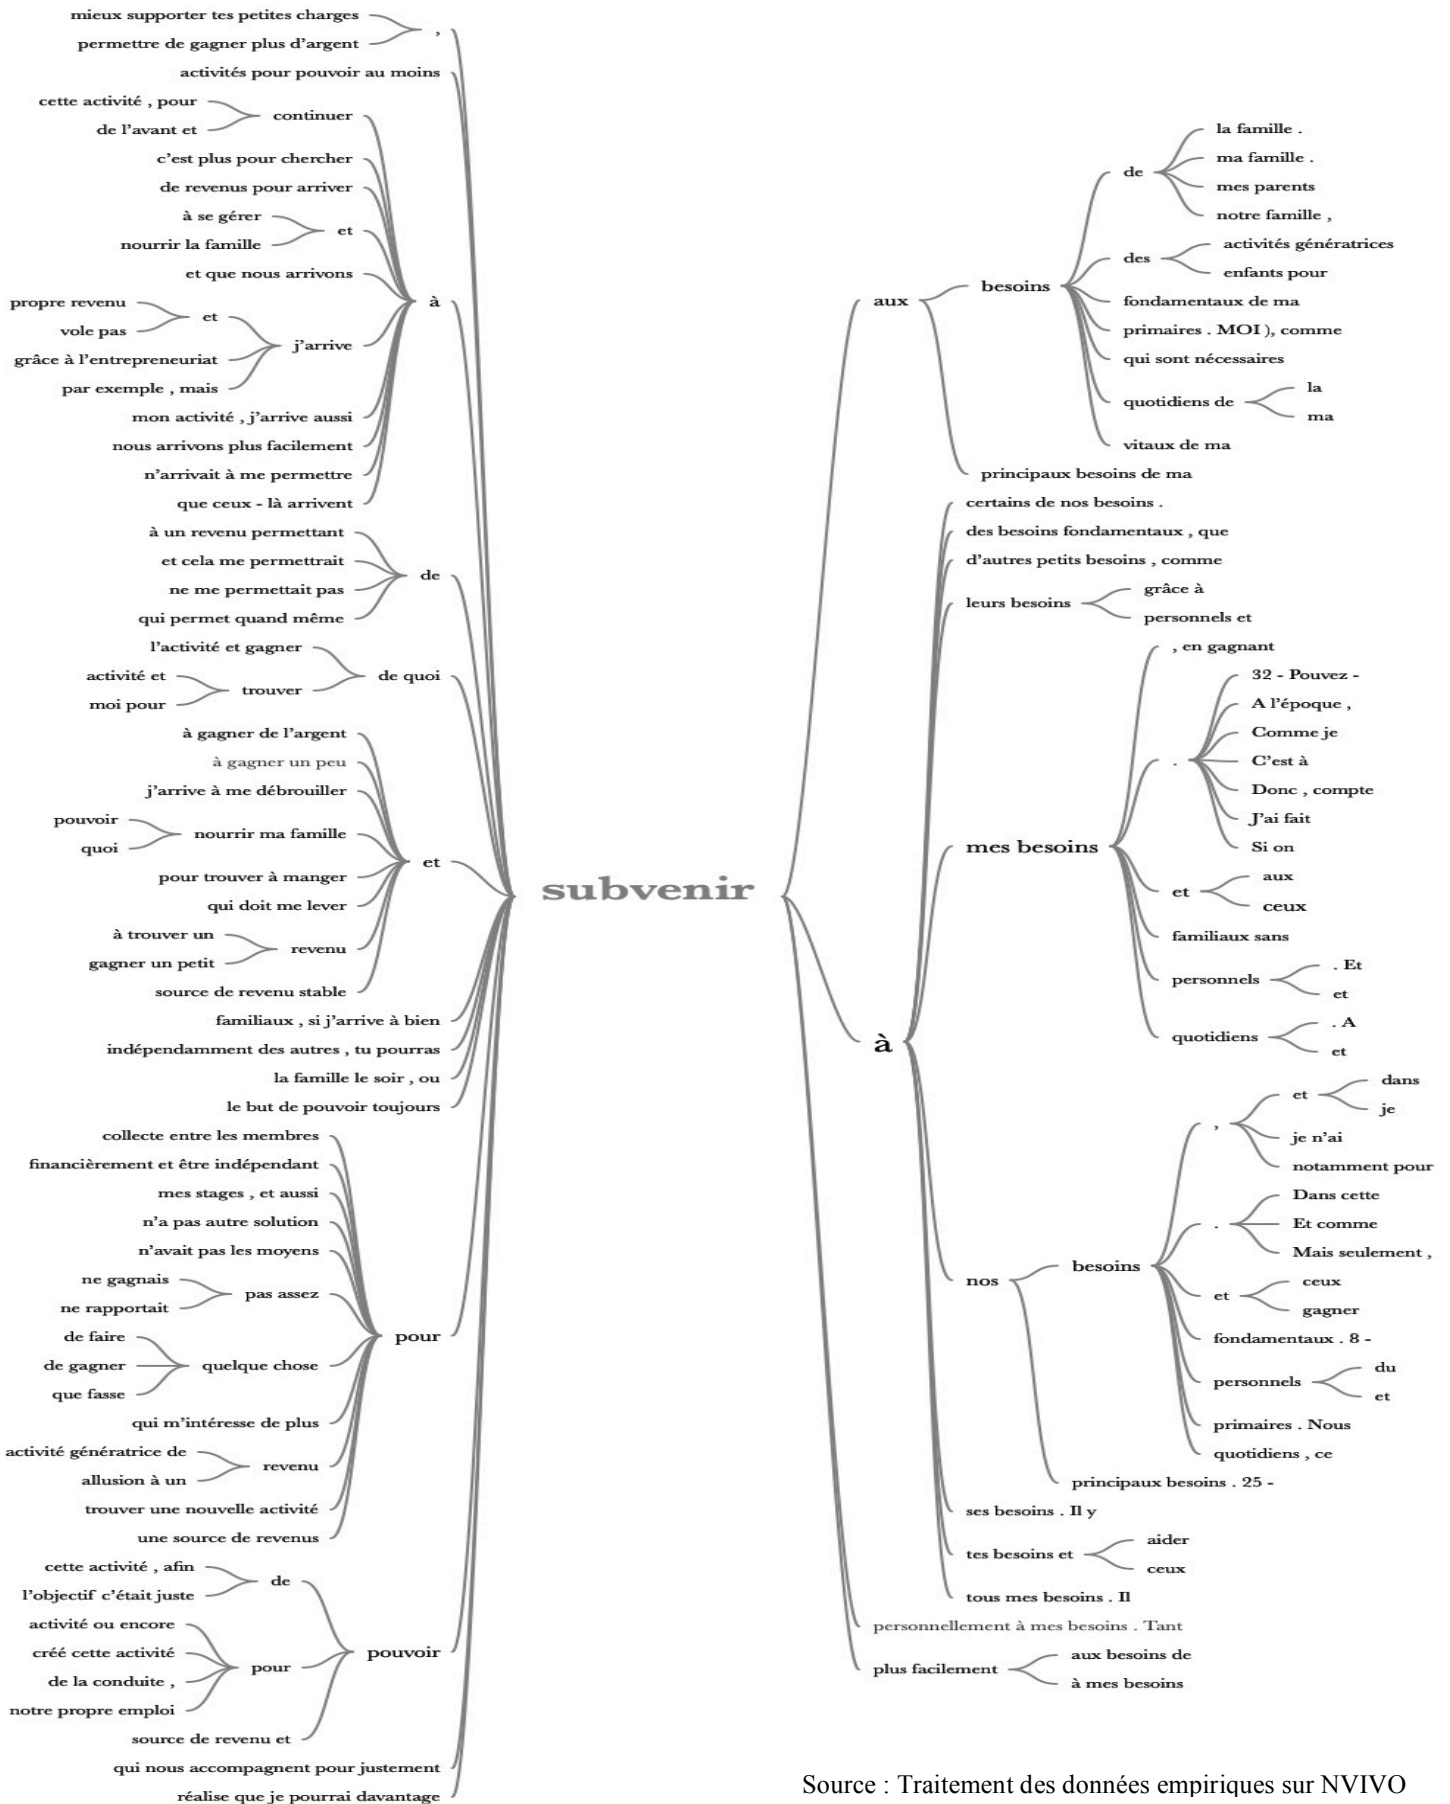 mieux supporter tes petites charges
permettre de gagner plus d'argent
,
activités pour pouvoir au moins
cette activité , pour
de l'avant et
continuer
c'est plus pour chercher
de revenus pour arriver
à se gérer
nourrir la famille
et
et que nous arrivons
à
propre revenu
vole pas
et
grâce à l'entrepreneuriat
par exemple , mais
j'arrive
mon activité , j'arrive aussi
nous arrivons plus facilement
n'arrivait à me permettre
que ceux - là arrivent
à un revenu permettant
et cela me permettrait
ne me permettait pas
qui permet quand même
de
l'activité et gagner
activité et
moi pour
trouver
de quoi
à gagner de l'argent
à gagner un peu
j'arrive à me débrouiller
pouvoir
quoi
nourrir ma famille
et
pour trouver à manger
qui doit me lever
à trouver un
gagner un petit
revenu
source de revenu stable
familiaux , si j'arrive à bien
indépendamment des autres , tu pourras
la famille le soir , ou
le but de pouvoir toujours
collecte entre les membres
financièrement et être indépendant
mes stages , et aussi
n'a pas autre solution
n'avait pas les moyens
ne gagnais
ne rapportait
pas assez
pour
de faire
de gagner
que fasse
quelque chose
qui m'intéresse de plus
activité génératrice de
allusion à un
revenu
trouver une nouvelle activité
une source de revenus
cette activité , afin
l'objectif c'était juste
de
activité ou encore
créé cette activité
de la conduite ,
notre propre emploi
pour
pouvoir
source de revenu et
qui nous accompagnent pour justement
réalise que je pourrai davantage
subvenir
aux
besoins
de
la famille .
ma famille .
mes parents
notre famille ,
des
activités génératrices
enfants pour
fondamentaux de ma
primaires . MOI ), comme
qui sont nécessaires
quotidiens de
la
ma
vitaux de ma
principaux besoins de ma
à
certains de nos besoins .
des besoins fondamentaux , que
d'autres petits besoins , comme
leurs besoins
grâce à
personnels et
mes besoins
, en gagnant
.
32 - Pouvez -
A l'époque ,
Comme je
C'est à
Donc , compte
J'ai fait
Si on
et
aux
ceux
familiaux sans
personnels
. Et
et
quotidiens
. A
et
nos
besoins
,
et
dans
je
je n'ai
notamment pour
.
Dans cette
Et comme
Mais seulement ,
et
ceux
gagner
fondamentaux . 8 -
personnels
du
et
primaires . Nous
quotidiens , ce
principaux besoins . 25 -
ses besoins . Il y
tes besoins et
aider
ceux
tous mes besoins . Il
personnellement à mes besoins . Tant
plus facilement
aux besoins de
à mes besoins
Source : Traitement des données empiriques sur NVIVO